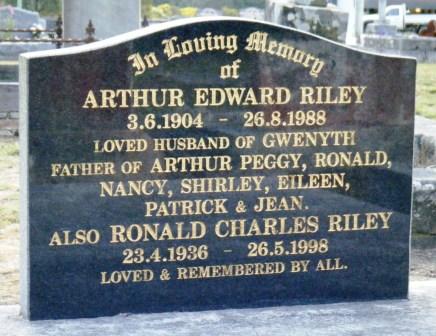 In Loving Memory
of
ARTHUR EDWARD RILEY
3.6.1904 - 26.8.1988
LOVED HUSBAND OF GWENYTH
FATHER OF ARTHUR PEGGY, RONALD,
NANCY, SHIRLEY, EILEEN,
PATRICK & JEAN.
ALSO RONALD CHARLES RILEY
23.4.1936 - 26.5.1998
LOVED & REMEMBERED BY ALL.